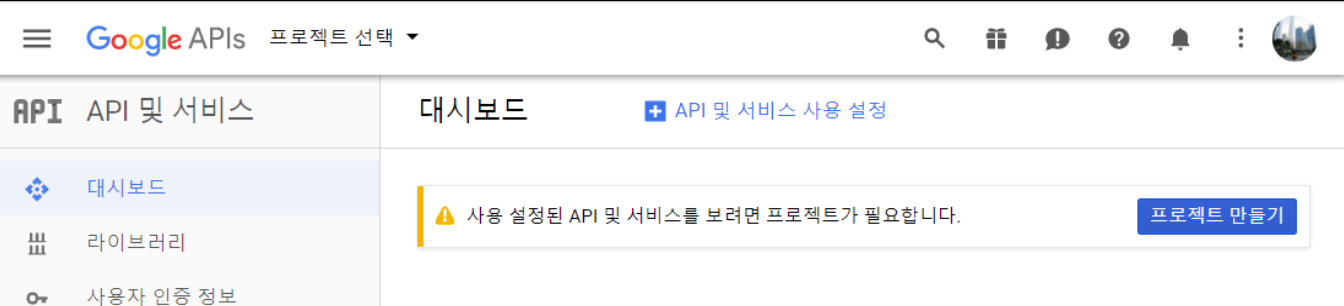 Google APIs 프로젝트 선택
API API 및 서비스
대시보드 API 및 서비스 사용 설정
대시보드
사용 설정된 API 및 서비스를 보려면 프로젝트가 필요합니다. 프로젝트 만들기
라이브러리
사용자 인증 정보